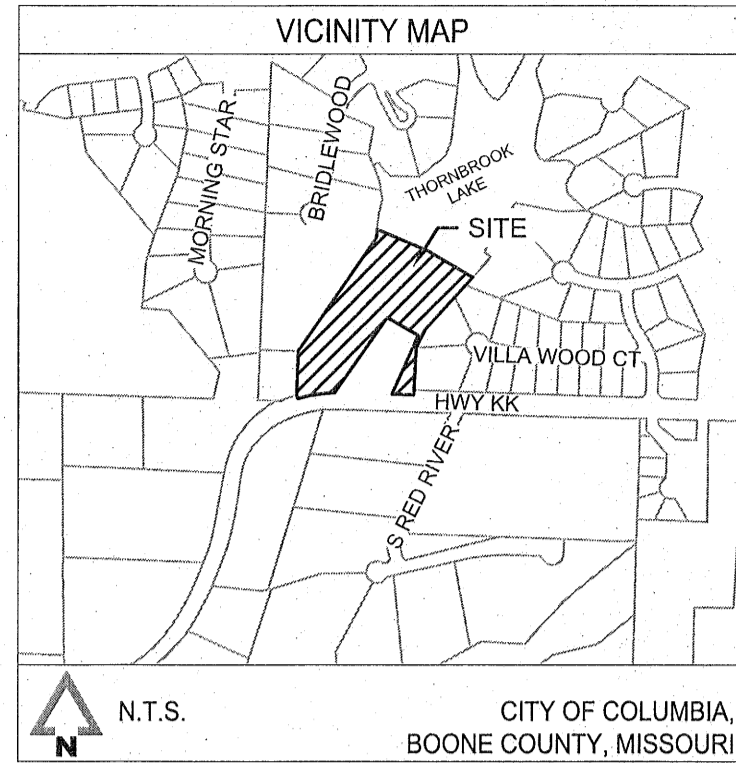 VICINITY MAP
MORNING STAR
BRIDLEWOOD
THORNBROOK
LAKE
SITE
VILLA WOOD CT
HWY KK
S RED RIVER
N
N.T.S.
CITY OF COLUMBIA,
BOONE COUNTY, MISSOURI